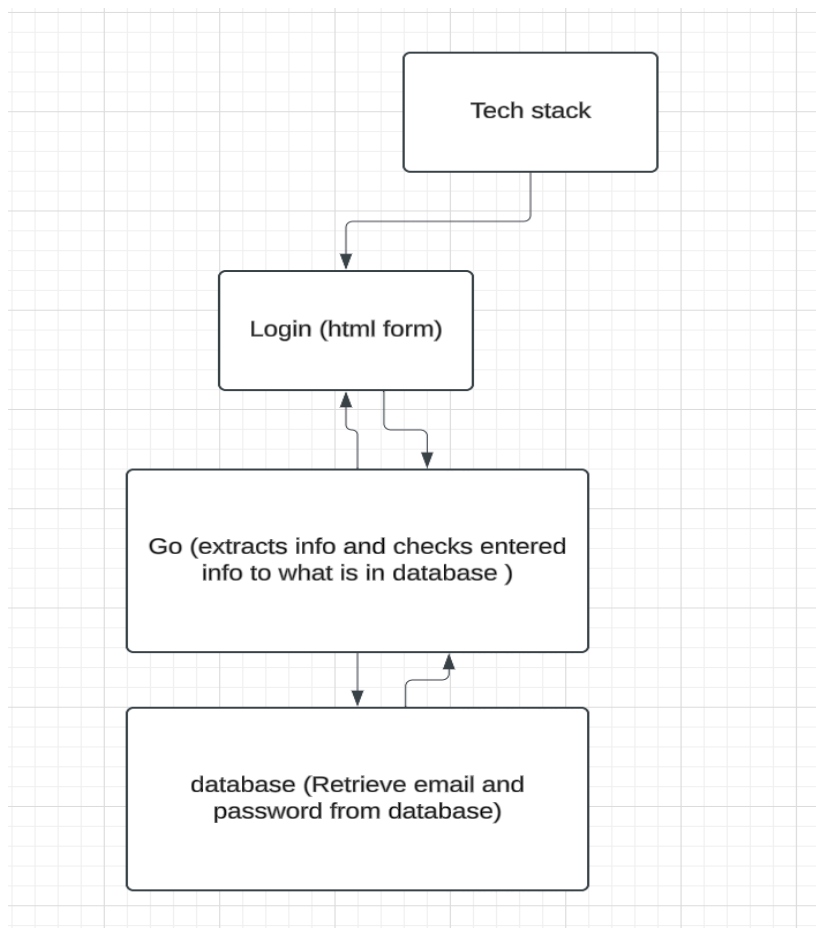 Tech stack
Login (html form)
Go (extracts info and checks entered
info to what is in database )
database (Retrieve email and
password from database)